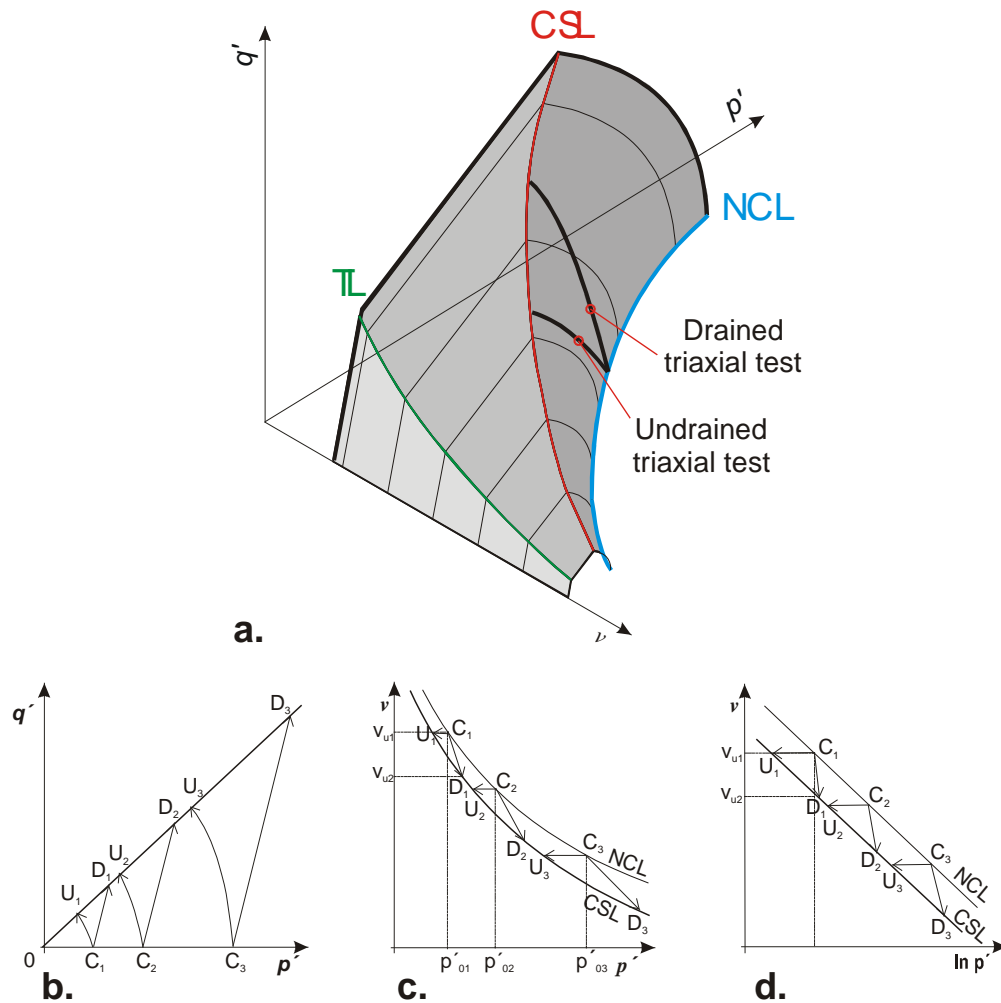 CSL
q'
p'
NCL
TL
Drained
triaxial test
Undrained
triaxial test
a.
ν
q´
D₃
U₃
D₂
U₂
D₁
U₁
0
C₁
C₂
C₃
p´
b.
v
vᵤ₁
U₁
C₁
vᵤ₂
D₁
C₂
U₂
D₂
U₃
C₃
NCL
CSL
D₃
p´₀₁
p´₀₂
p´₀₃
p´
c.
v
vᵤ₁
U₁
C₁
vᵤ₂
D₁
C₂
U₂
D₂
C₃
U₃
NCL
D₃
CSL
ln p´
d.